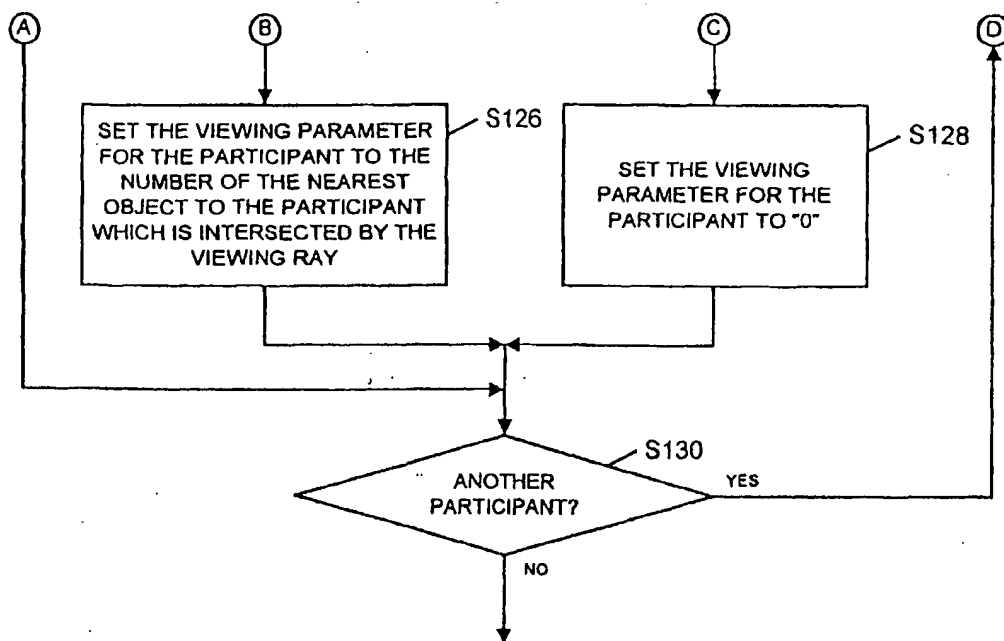 A
B
C
D
SET THE VIEWING PARAMETER
FOR THE PARTICIPANT TO THE
NUMBER OF THE NEAREST
OBJECT TO THE PARTICIPANT
WHICH IS INTERSECTED BY THE
VIEWING RAY
S126
SET THE VIEWING
PARAMETER FOR THE
PARTICIPANT TO "0"
S128
ANOTHER
PARTICIPANT?
S130
YES
NO